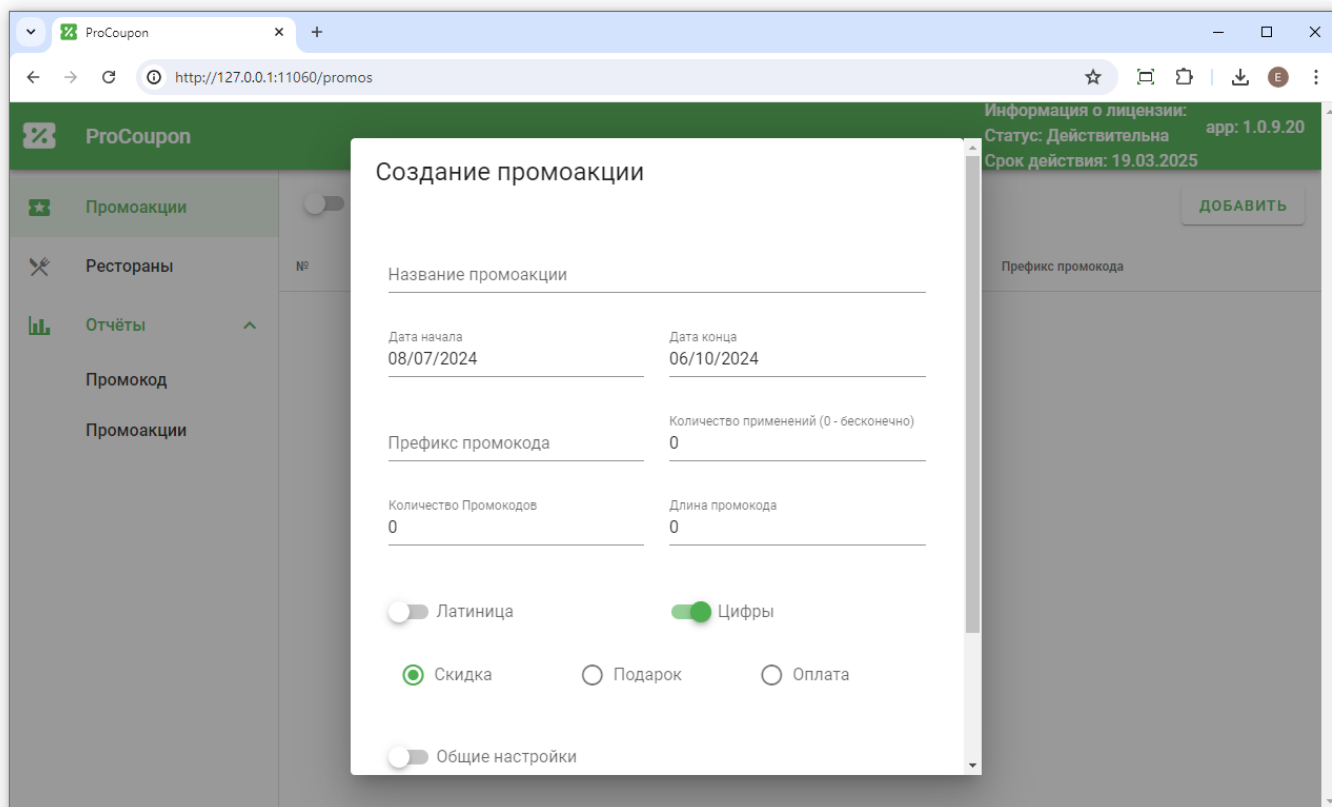 ProCoupon
http://127.0.0.1:11060/promos
E
ProCoupon
Информация о лицензии:
Статус: Действительна
Срок действия: 19.03.2025
app: 1.0.9.20
Промоакции
Рестораны
Отчёты
Промокод
Промоакции
ДОБАВИТЬ
№
Префикс промокода
Создание промоакции
Название промоакции
Дата начала
08/07/2024
Дата конца
06/10/2024
Префикс промокода
Количество применений (0 - бесконечно)
0
Количество Промокодов
0
Длина промокода
0
Латиница
Цифры
Скидка
Подарок
Оплата
Общие настройки